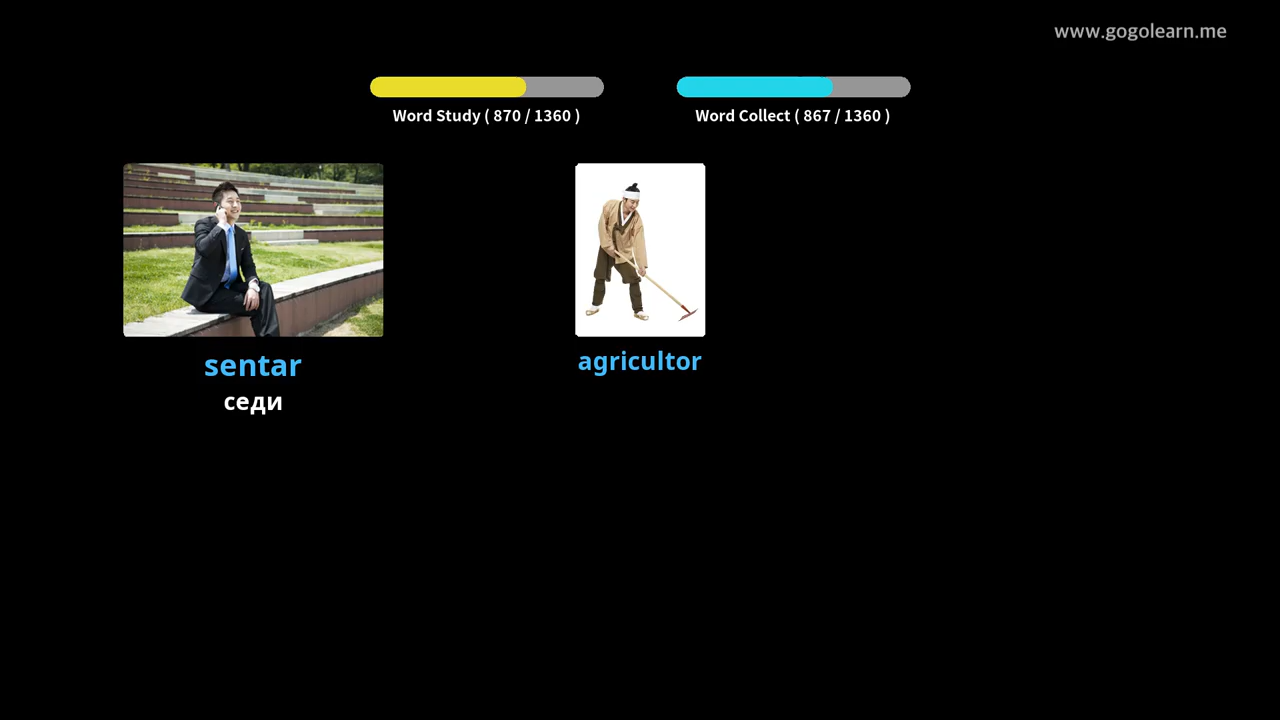 www.gogolearn.me
Word Study ( 870 / 1360 )
Word Collect ( 867 / 1360 )
sentar
седи
agricultor